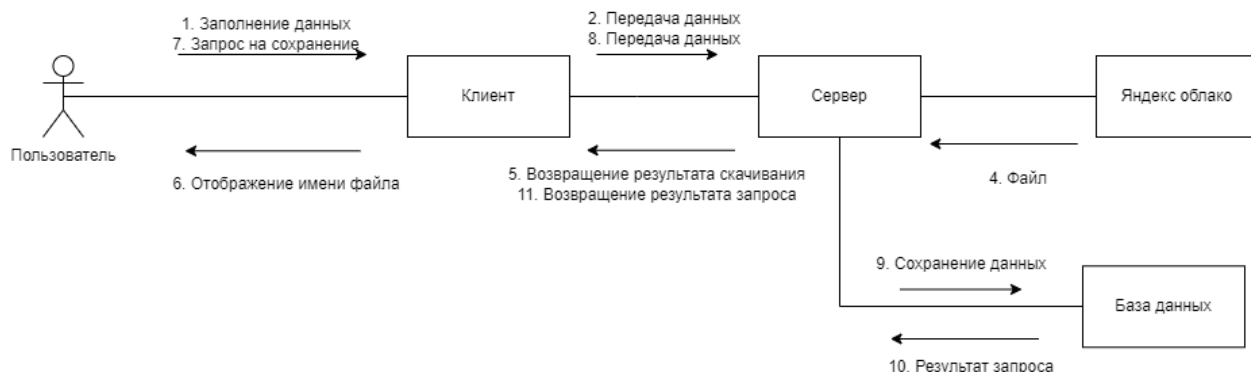 1. Заполнение данных
7. Запрос на сохранение
2. Передача данных
8. Передача данных
Клиент
Сервер
Яндекс облако
Пользователь
6. Отображение имени файла
5. Возвращение результата скачивания
11. Возвращение результата запроса
4. Файл
9. Сохранение данных
База данных
10. Результат запроса